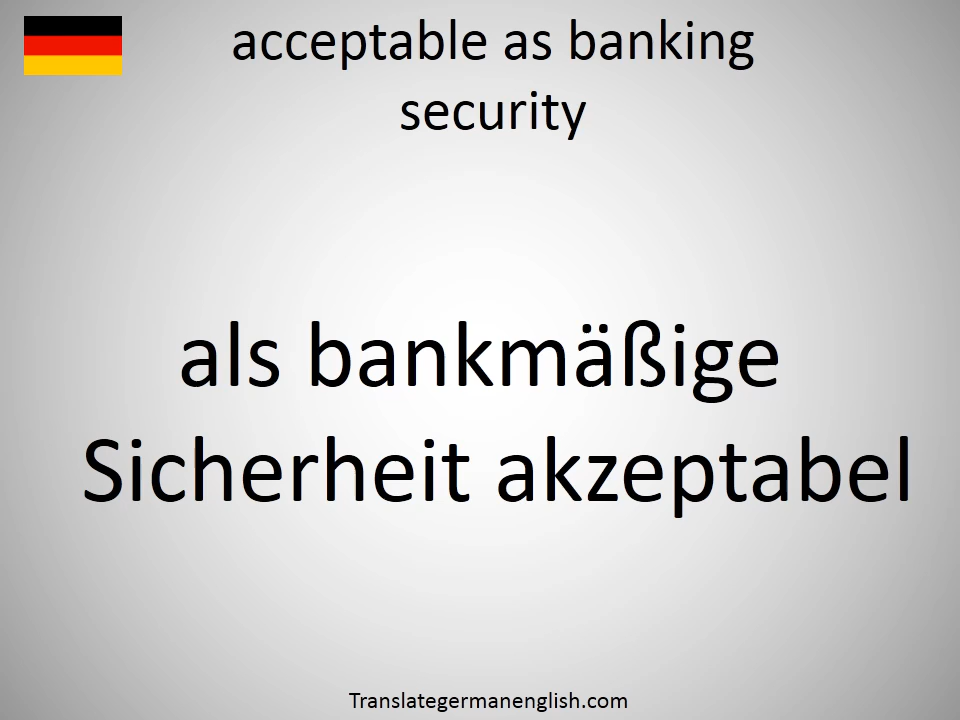 acceptable as banking
security
als bankmäßige
Sicherheit akzeptabel
Translategermanenglish.com